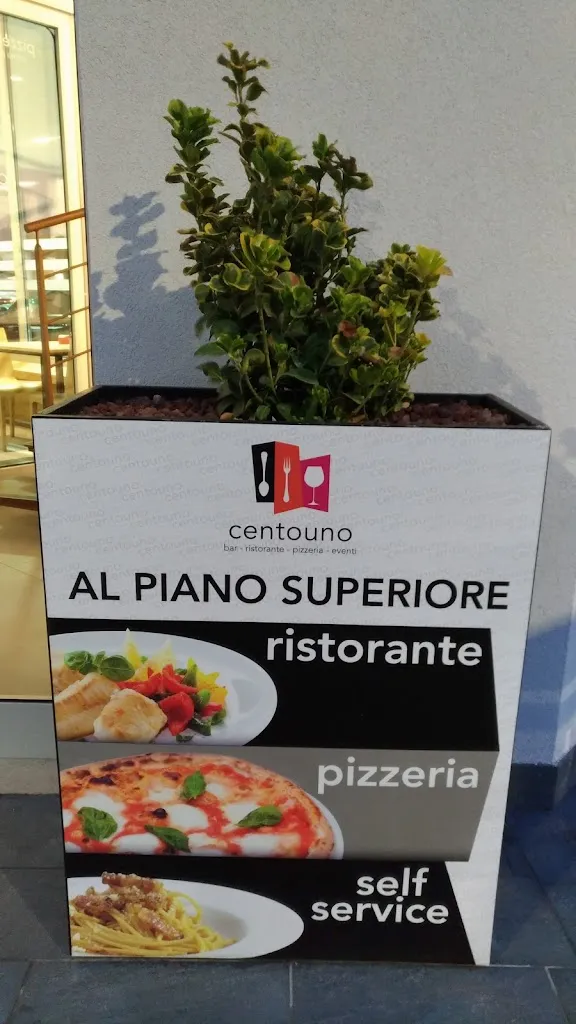 centouno
bar - ristorante - pizzeria - eventi
AL PIANO SUPERIORE
ristorante
pizzeria
self
service